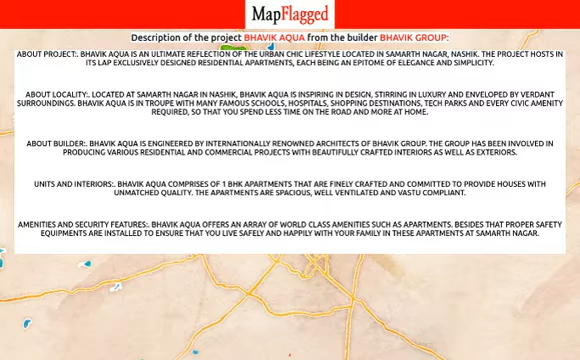 MapFlagged
Description of the project BHAVIK AQUA from the builder BHAVIK GROUP:
ABOUT PROJECT:. BHAVIK AQUA IS AN ULTIMATE REFLECTION OF THE URBAN CHIC LIFESTYLE LOCATED IN SAMARTH NAGAR, NASHIK. THE PROJECT HOSTS IN
ITS LAP EXCLUSIVELY DESIGNED RESIDENTIAL APARTMENTS, EACH BEING AN EPITOME OF ELEGANCE AND SIMPLICITY.
ABOUT LOCALITY:. LOCATED AT SAMARTH NAGAR IN NASHIK, BHAVIK AQUA IS INSPIRING IN DESIGN, STIRRING IN LUXURY AND ENVELOPED BY VERDANT
SURROUNDINGS. BHAVIK AQUA IS IN TROUPE WITH MANY FAMOUS SCHOOLS, HOSPITALS, SHOPPING DESTINATIONS, TECH PARKS AND EVERY CIVIC AMENITY
REQUIRED, SO THAT YOU SPEND LESS TIME ON THE ROAD AND MORE AT HOME.
ABOUT BUILDER:. BHAVIK AQUA IS ENGINEERED BY INTERNATIONALLY RENOWNED ARCHITECTS OF BHAVIK GROUP. THE GROUP HAS BEEN INVOLVED IN
PRODUCING VARIOUS RESIDENTIAL AND COMMERCIAL PROJECTS WITH BEAUTIFULLY CRAFTED INTERIORS AS WELL AS EXTERIORS.
UNITS AND INTERIORS:. BHAVIK AQUA COMPRISES OF 1 BHK APARTMENTS THAT ARE FINELY CRAFTED AND COMMITTED TO PROVIDE HOUSES WITH
UNMATCHED QUALITY. THE APARTMENTS ARE SPACIOUS, WELL VENTILATED AND VASTU COMPLIANT.
AMENITIES AND SECURITY FEATURES:. BHAVIK AQUA OFFERS AN ARRAY OF WORLD CLASS AMENITIES SUCH AS APARTMENTS. BESIDES THAT PROPER SAFETY
EQUIPMENTS ARE INSTALLED TO ENSURE THAT YOU LIVE SAFELY AND HAPPILY WITH YOUR FAMILY IN THESE APARTMENTS AT SAMARTH NAGAR.